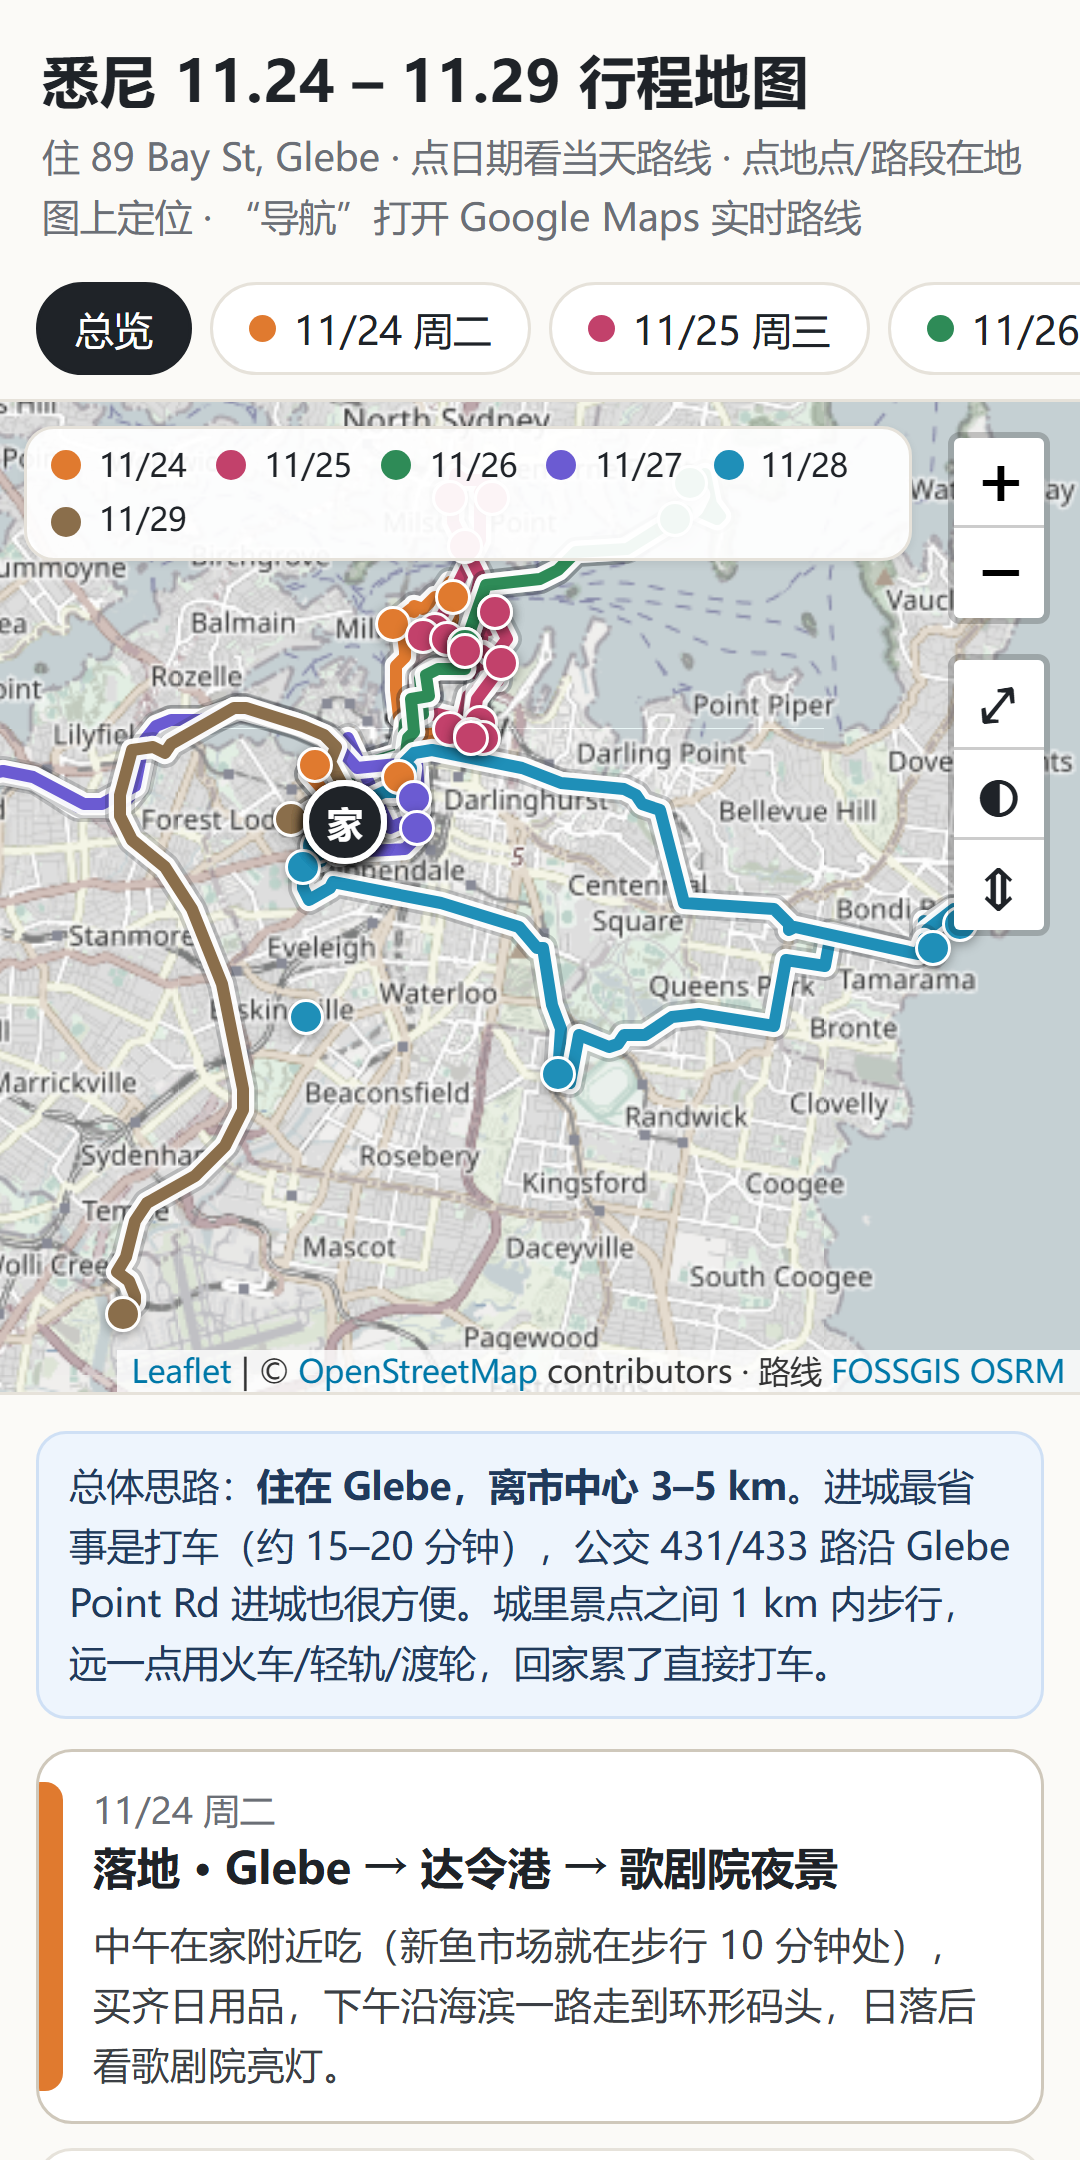 悉尼 11.24 – 11.29 行程地图
住 89 Bay St, Glebe · 点日期看当天路线 · 点地点/路段在地
图上定位 · “导航”打开 Google Maps 实时路线
总览
11/24 周二
11/25 周三
11/26
North Sydney
11/24
11/25
11/26
11/27
11/28
11/29
+
−
Birchgrove
Balmain
Rozelle
Point Piper
Darling Point
Darlinghurst
Bellevue Hill
家
5
Stanmore
Eveleigh
Square
Waterloo
Tamarama
Bronte
Beaconsfield
Randwick
Clovelly
Rosebery
Kingsford
Coogee
Mascot
Daceyville
South Coogee
Pagewood
Leaflet | © OpenStreetMap contributors · 路线 FOSSGIS OSRM
总体思路：住在 Glebe，离市中心 3–5 km。进城最省
事是打车（约 15–20 分钟），公交 431/433 路沿 Glebe
Point Rd 进城也很方便。城里景点之间 1 km 内步行，
远一点用火车/轻轨/渡轮，回家累了直接打车。
11/24 周二
落地 · Glebe → 达令港 → 歌剧院夜景
中午在家附近吃（新鱼市场就在步行 10 分钟处），
买齐日用品，下午沿海滨一路走到环形码头，日落后
看歌剧院亮灯。